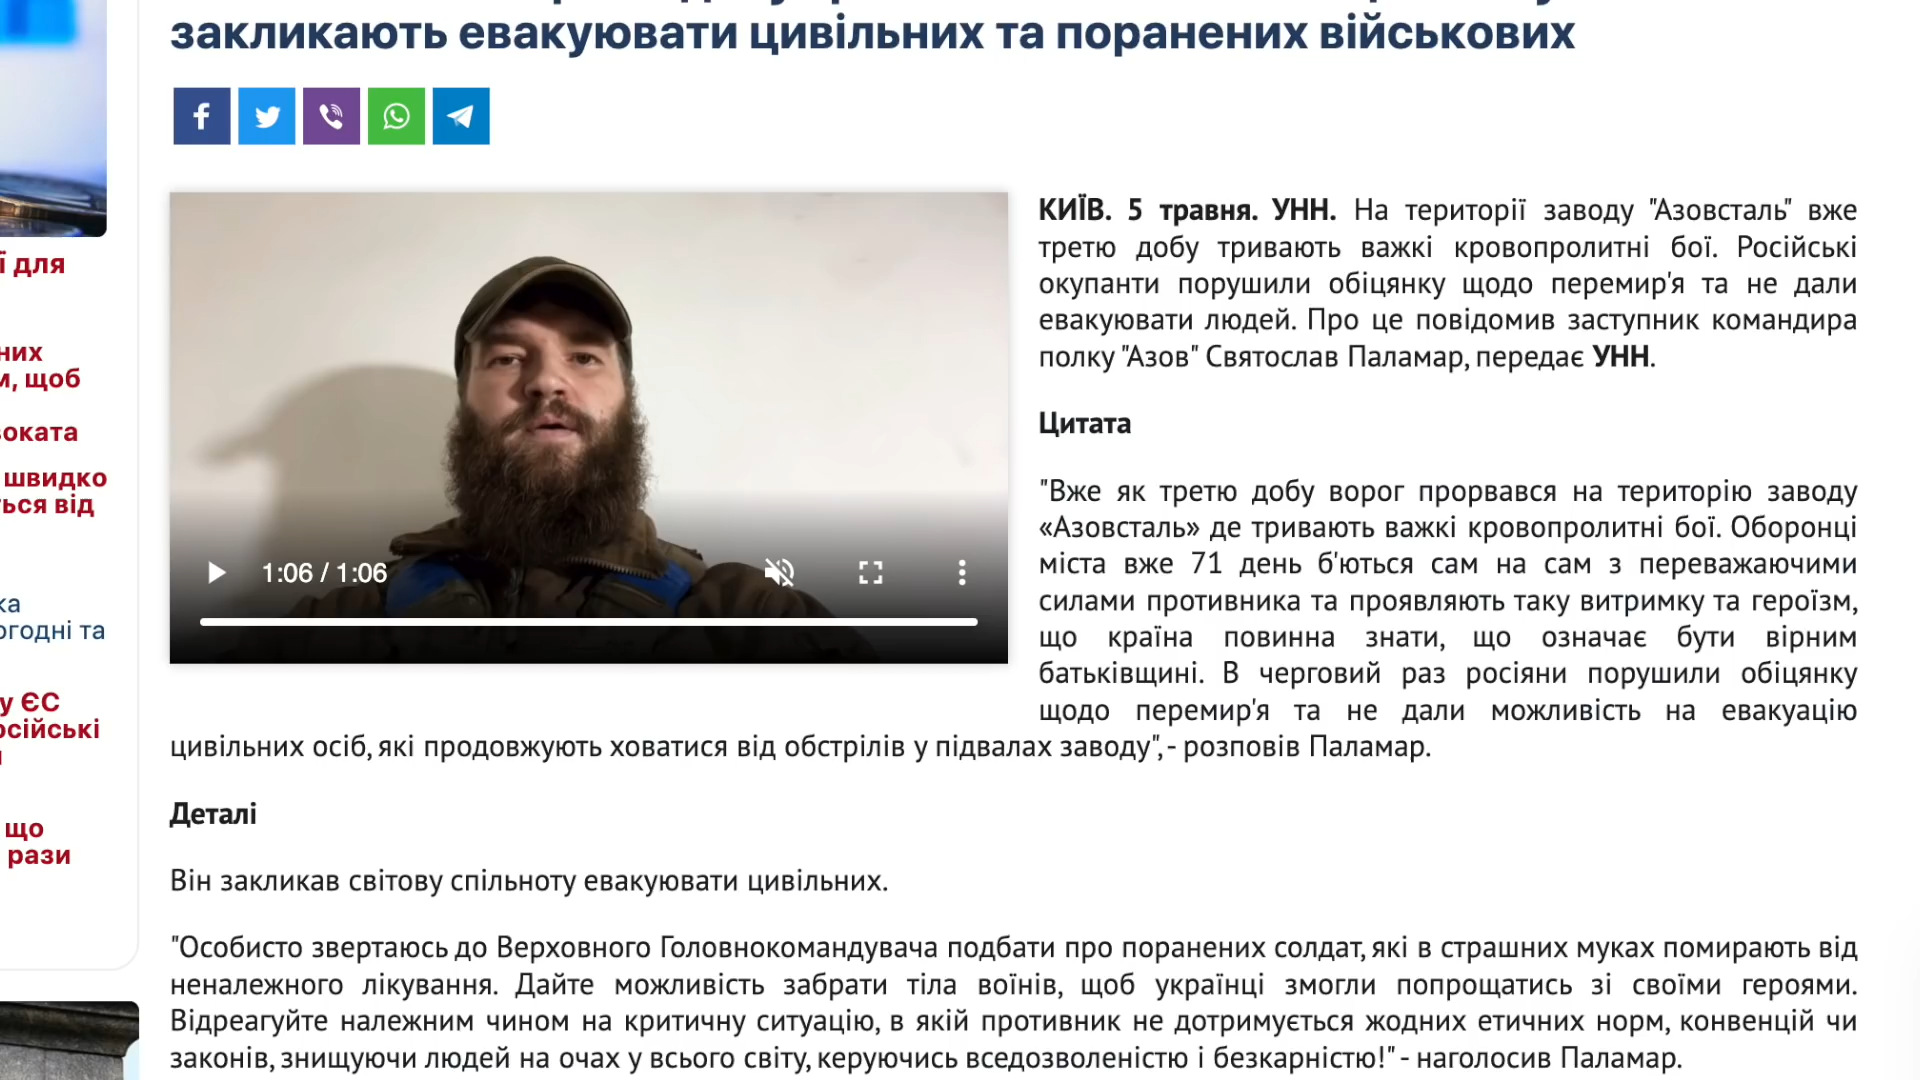 закликають евакуювати цивільних та поранених військових
ї для
них
м, щоб
воката
швидко
ться від
ка
огодні та
у ЄС
осійські
що
рази
1:06 / 1:06
КИЇВ. 5 травня. УНН. На території заводу "Азовсталь" вже
третю добу тривають важкі кровопролитні бої. Російські
окупанти порушили обіцянку щодо перемир'я та не дали
евакуювати людей. Про це повідомив заступник командира
полку "Азов" Святослав Паламар, передає УНН.
Цитата
"Вже як третю добу ворог прорвався на територію заводу
«Азовсталь» де тривають важкі кровопролитні бої. Оборонці
міста вже 71 день б'ються сам на сам з переважаючими
силами противника та проявляють таку витримку та героїзм,
що країна повинна знати, що означає бути вірним
батьківщині. В черговий раз росіяни порушили обіцянку
щодо перемир'я та не дали можливість на евакуацію
цивільних осіб, які продовжують ховатися від обстрілів у підвалах заводу", - розповів Паламар.
Деталі
Він закликав світову спільноту евакуювати цивільних.
"Особисто звертаюсь до Верховного Головнокомандувача подбати про поранених солдат, які в страшних муках помирають від
неналежного лікування. Дайте можливість забрати тіла воїнів, щоб українці змогли попрощатись зі своїми героями.
Відреагуйте належним чином на критичну ситуацію, в якій противник не дотримується жодних етичних норм, конвенцій чи
законів, знищуючи людей на очах у всього світу, керуючись вседозволеністю і безкарністю!" - наголосив Паламар.